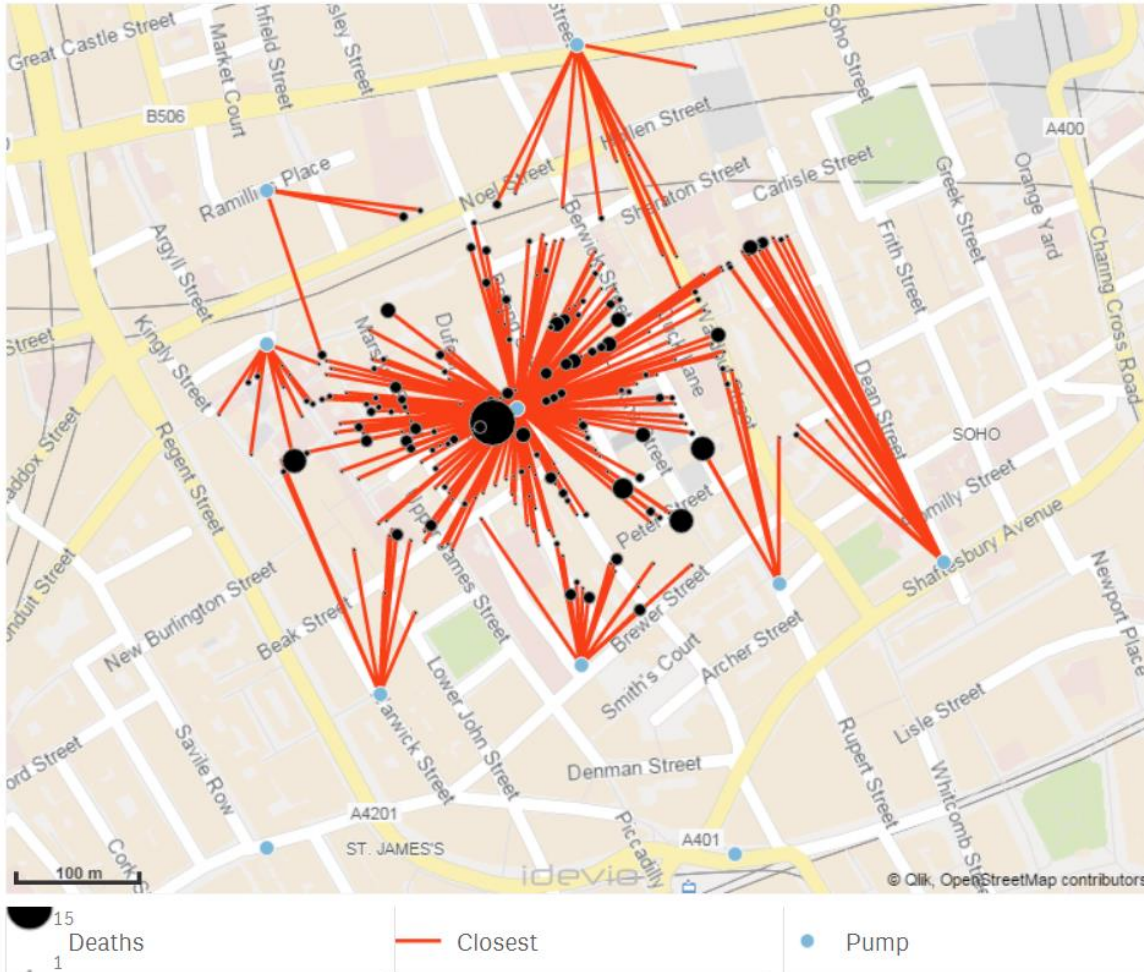 Great Castle Street
Market Court
Street
Soho Street
B506
A400
Ramillies Place
Noel Street
Sheraton Street
Carlisle Street
Greek Street
Orange Yard
Frith Street
Charing Cross Road
Argyll Street
Berwick Street
Kingly Street
Street
Dean Street
SOHO
Regent Street
Peter Street
Shaftesbury Avenue
New Burlington Street
Beak Street
James Street
Brewer Street
Newport Place
Smith's Court
Archer Street
Lower John Street
Savile Row
Warwick Street
Lisle Street
Rupert Street
Denman Street
Whitcomb
Piccadilly
A4201
A401
ST. JAMES'S
100 m
idevio
© Qlik, OpenStreetMap contributors
15
Deaths
Closest
Pump
1